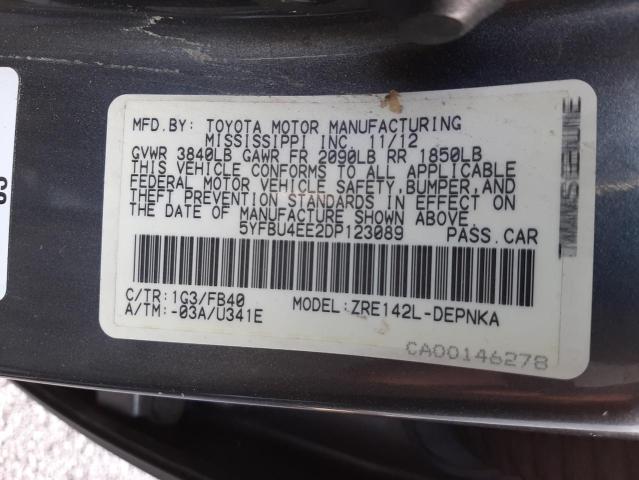 MFD.BY: TOYOTA MOTOR MANUFACTURING
MISSISSIPPI INC. 11/12
GVWR 3840LB GAWR FR 2090LB RR 1850LB
THIS VEHICLE CONFORMS TO ALL APPLICABLE
FEDERAL MOTOR VEHICLE SAFETY,BUMPER,AND
THEFT PREVENTION STANDARDS IN EFFECT ON
THE DATE OF MANUFACTURE SHOWN ABOVE.
5YFBU4EE2DP123089 PASS.CAR
C/TR:1G3/FB40 MODEL:ZRE142L-DEPNKA
A/TM:-03A/U341E
CA00146278